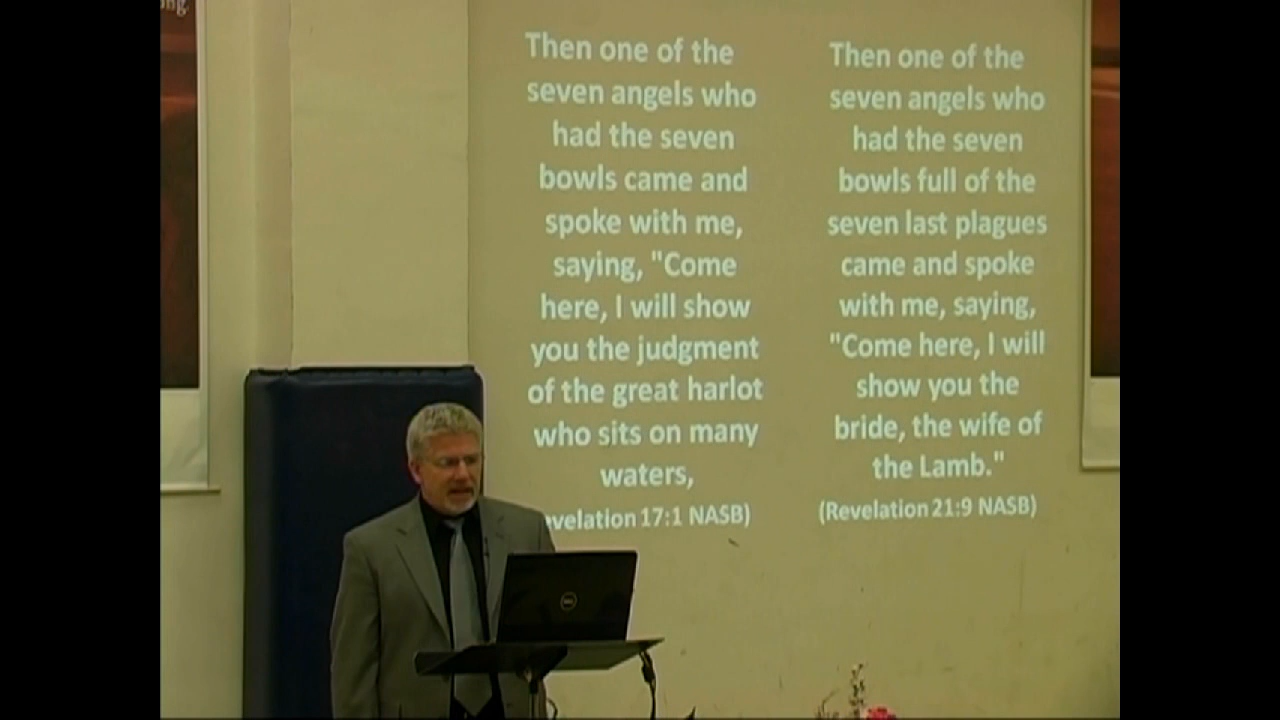 ng.
Then one of the
seven angels who
had the seven
bowls came and
spoke with me,
saying, "Come
here, I will show
you the judgment
of the great harlot
who sits on many
waters,
evelation 17:1 NASB)
Then one of the
seven angels who
had the seven
bowls full of the
seven last plagues
came and spoke
with me, saying,
"Come here, I will
show you the
bride, the wife of
the Lamb."
(Revelation 21:9 NASB)
DELL